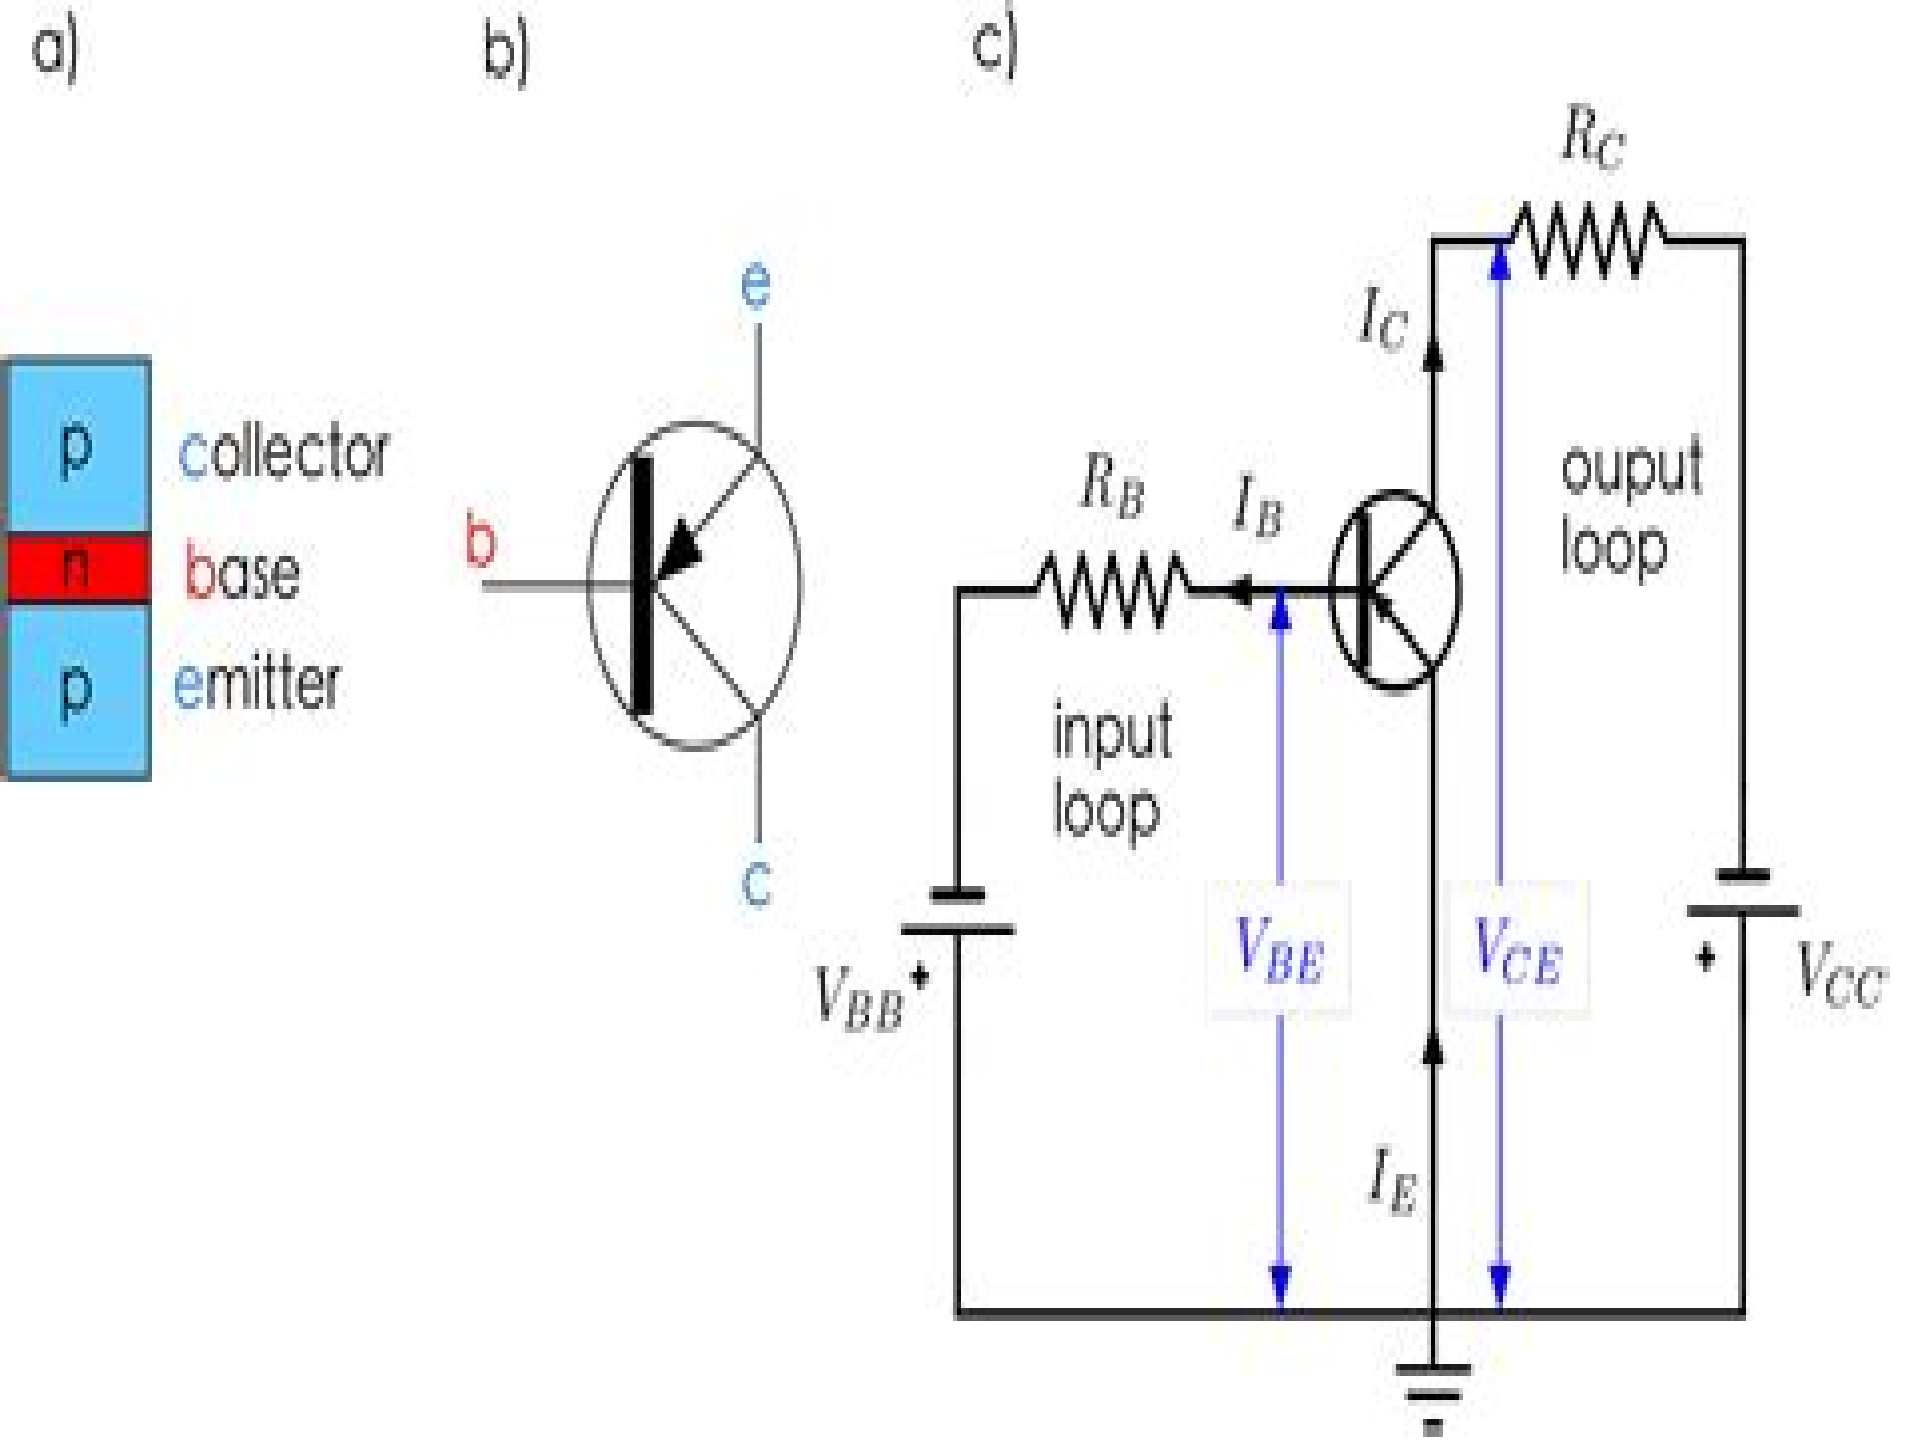 a)
b)
c)
p
collector
n
base
p
emitter
e
b
c
R_C
I_C
R_B
I_B
ouput
loop
input
loop
V_BB
+
V_BE
V_CE
+
V_CC
I_E